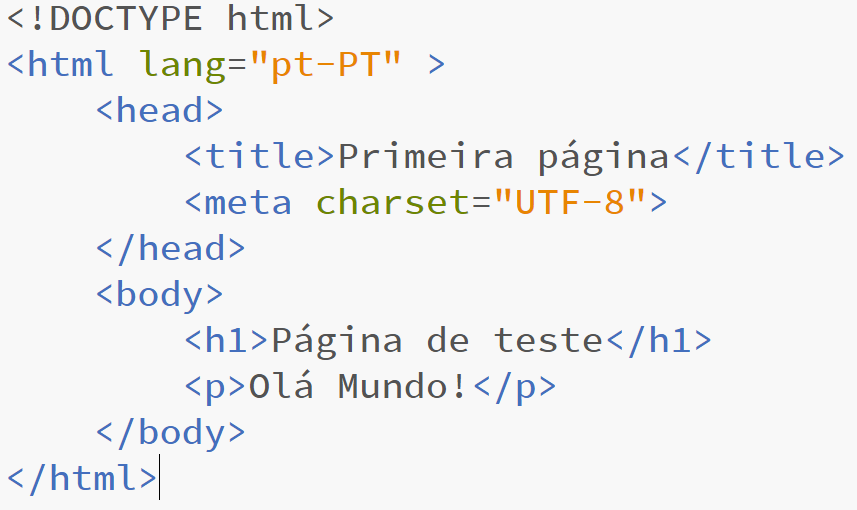 <!DOCTYPE html>
<html lang="pt-PT" >
    <head>
        <title>Primeira página</title>
        <meta charset="UTF-8">
    </head>
    <body>
        <h1>Página de teste</h1>
        <p>Olá Mundo!</p>
    </body>
</html>